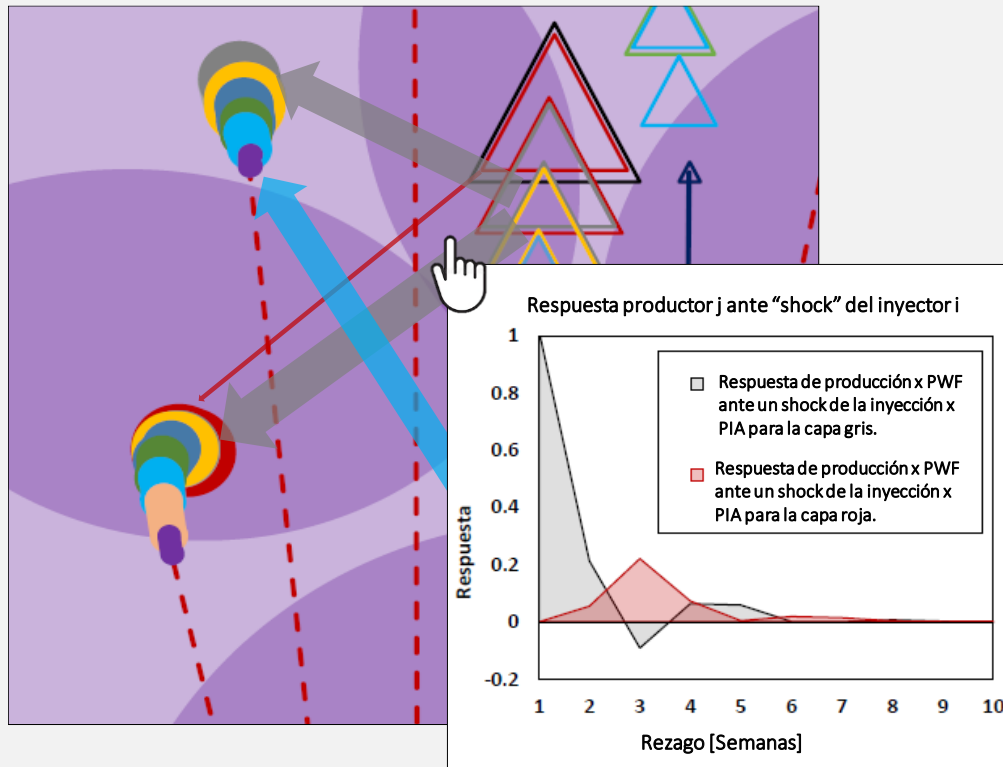 Respuesta productor j ante “shock” del inyector i
1
0.8
0.6
0.4
0.2
0
-0.2
Respuesta
Respuesta de producción x PWF
ante un shock de la inyección x
PIA para la capa gris.
Respuesta de producción x PWF
ante un shock de la inyección x
PIA para la capa roja.
1 2 3 4 5 6 7 8 9 10
Rezago [Semanas]